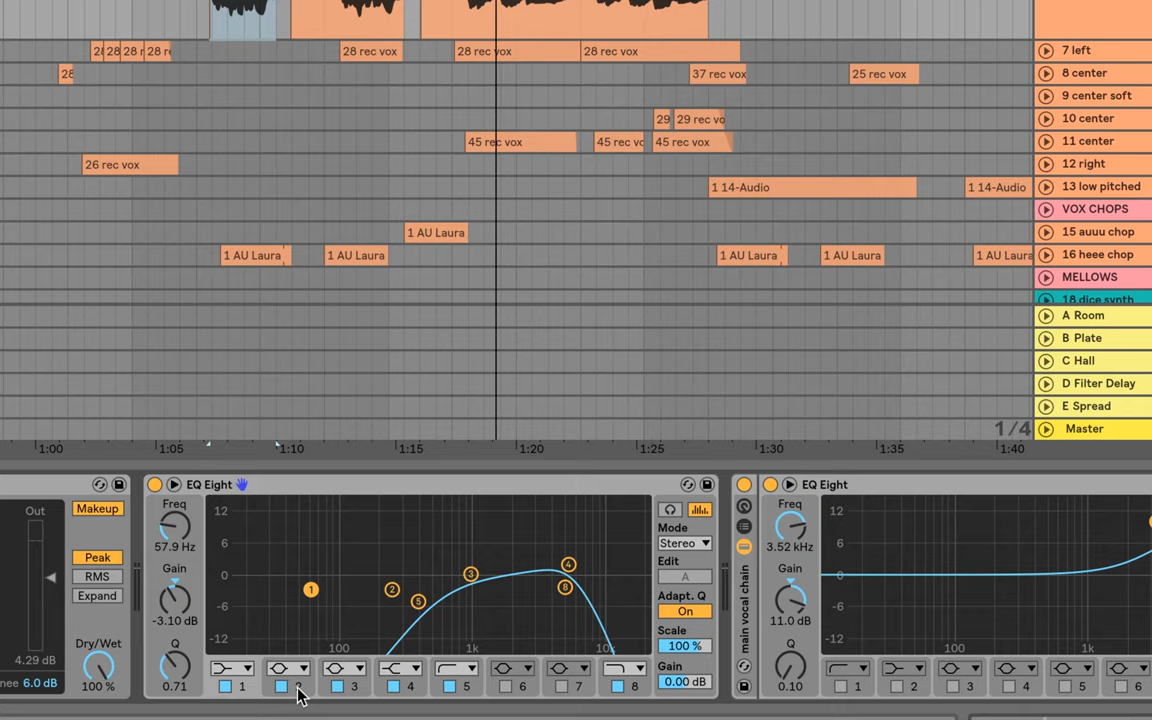 28 28 28 r 28 re 28 rec vox 28 rec vox 28 rec vox 7 left
28 37 rec vox 25 rec vox 8 center
9 center soft
29 29 rec vo 10 center
45 rec vox 45 rec vo 45 rec vox 11 center
26 rec vox 12 right
1 14-Audio 1 14-Audio 13 low pitched
VOX CHOPS
1 AU Laura 15 auuu chop
1 AU Laura 1 AU Laura 1 AU Laura 1 AU Laura 1 AU Laura 16 heee chop
MELLOWS
18 dice synth
A Room
B Plate
C Hall
D Filter Delay
E Spread
1/4 Master
1:00 1:05 1:10 1:15 1:20 1:25 1:30 1:35 1:40
EQ Eight EQ Eight
Out Makeup
Peak
RMS
Expand
Dry/Wet
4.29 dB
nee 6.0 dB 100 %
Freq
57.9 Hz
Gain
-3.10 dB
Q
0.71
12
6
0
-6
-12
100 1k 10k
1 2 3 4 5 8
1 2 3 4 5 6 7 8
Mode
Stereo
Edit
A
Adapt. Q
On
Scale
100 %
Gain
0.00 dB
main vocal chain
Freq
3.52 kHz
Gain
11.0 dB
Q
0.10
12
6
0
-6
-12
100 1k
1 2 3 4 5 6